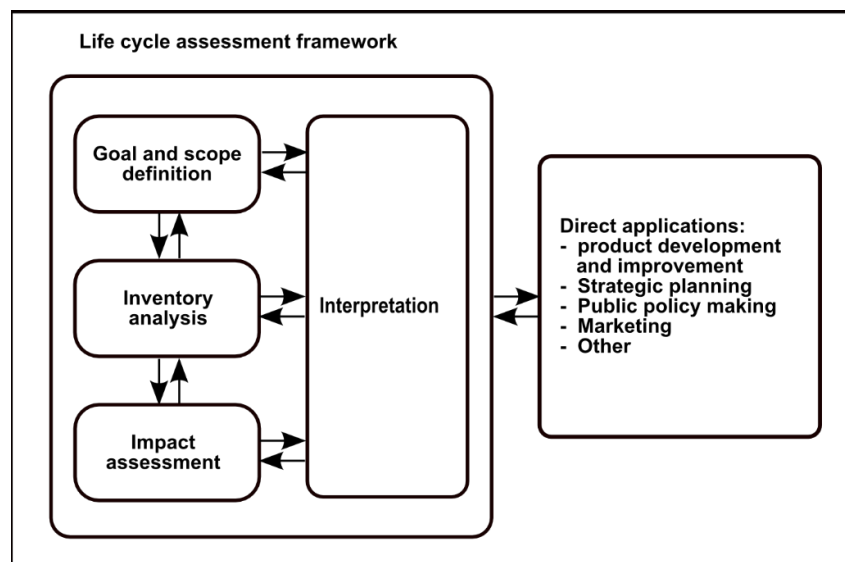 Life cycle assessment framework
Goal and scope
definition
Inventory
analysis
Impact
assessment
Interpretation
Direct applications:
- product development
and improvement
- Strategic planning
- Public policy making
- Marketing
- Other